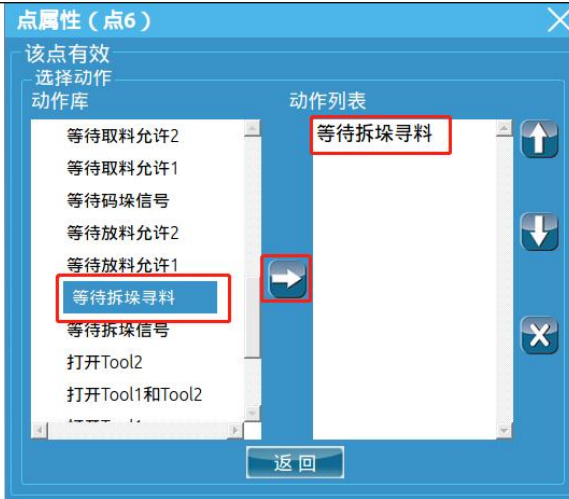 点属性（点6）
该点有效
选择动作
动作库
动作列表
等待取料允许2
等待取料允许1
等待码垛信号
等待放料允许2
等待放料允许1
等待拆垛寻料
等待拆垛信号
打开Tool2
打开Tool1和Tool2
等待拆垛寻料
返回